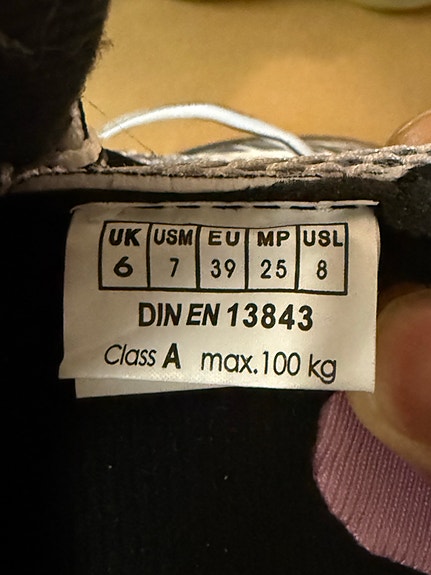 UK USM EU MP USL
6 7 39 25 8
DIN EN 13843
Class A max.100 kg